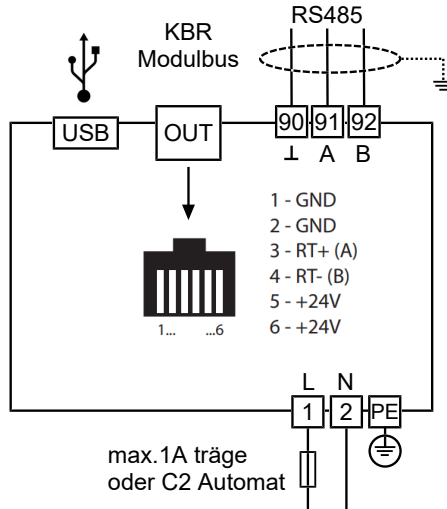 RS485
KBR
Modulbus
USB
OUT
90 91 92
⊥ A B
1 - GND
2 - GND
3 - RT+ (A)
4 - RT- (B)
5 - +24V
6 - +24V
1... ...6
L N
1 2 PE
max.1A träge
oder C2 Automat